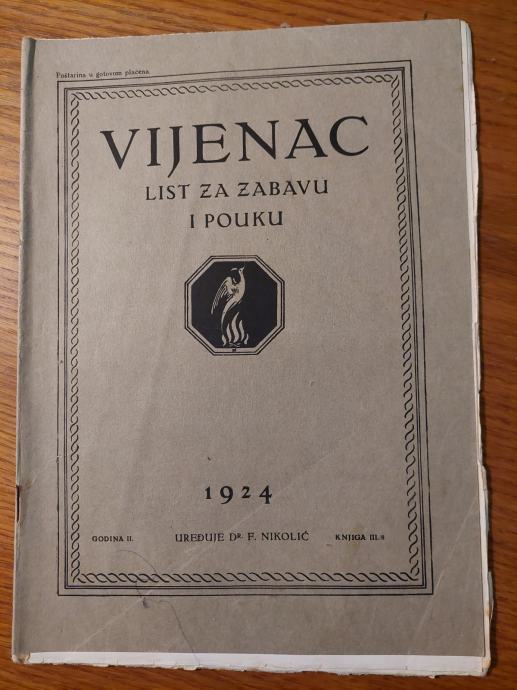 Poštarina u gotovom plaćena.
VIJENAC
LIST ZA ZABAVU
I POUKU
1924
GODINA II.
UREĐUJE DR. F. NIKOLIĆ
KNJIGA III.